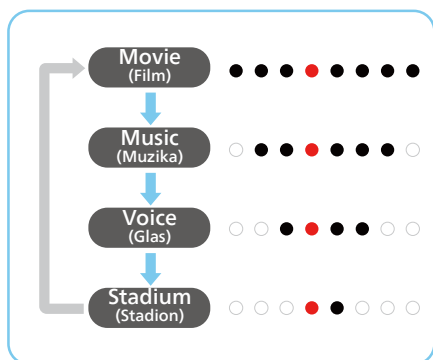 Movie
(Film)
Music
(Muzika)
Voice
(Glas)
Stadium
(Stadion)